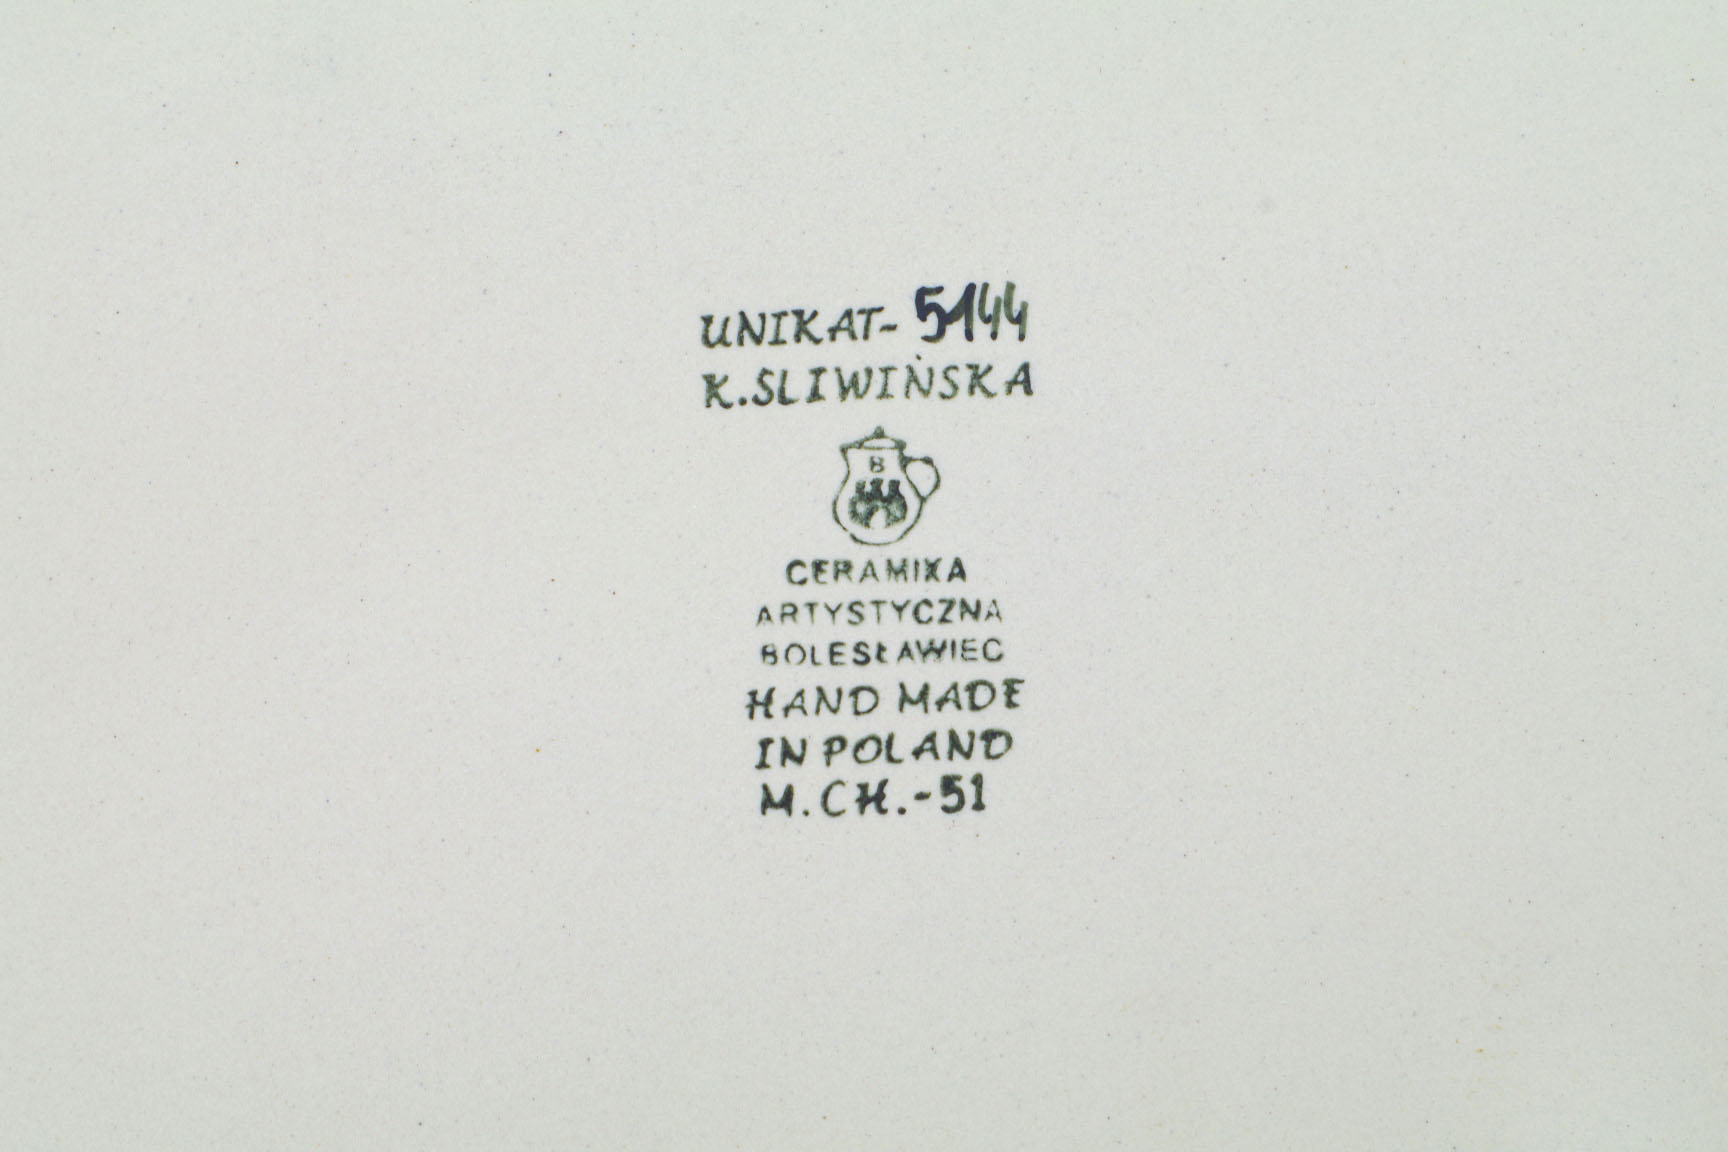 UNIKAT- 5144
K.SLIWIŃSKA
B
CERAMIKA
ARTYSTYCZNA
BOLESŁAWIEC
HAND MADE
IN POLAND
M.CH.-51